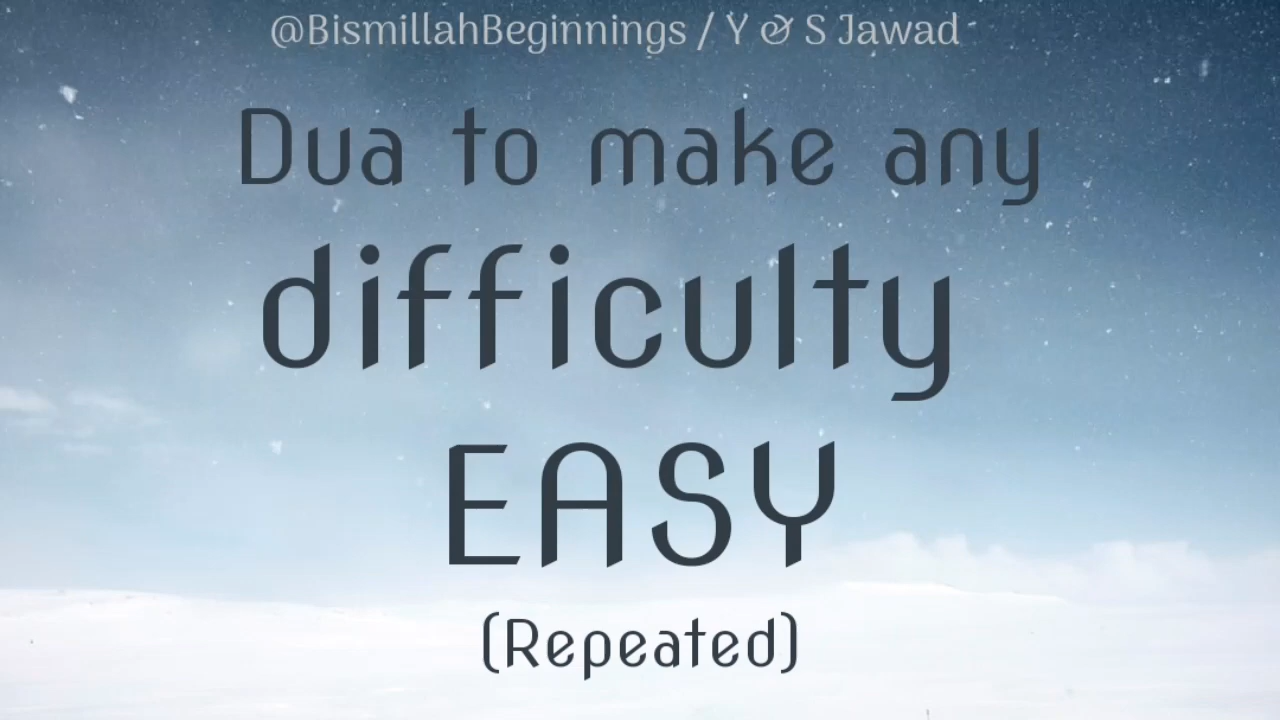 @BismillahBeginnings / Y & S Jawad
Dua to make any
difficulty
EASY
(Repeated)